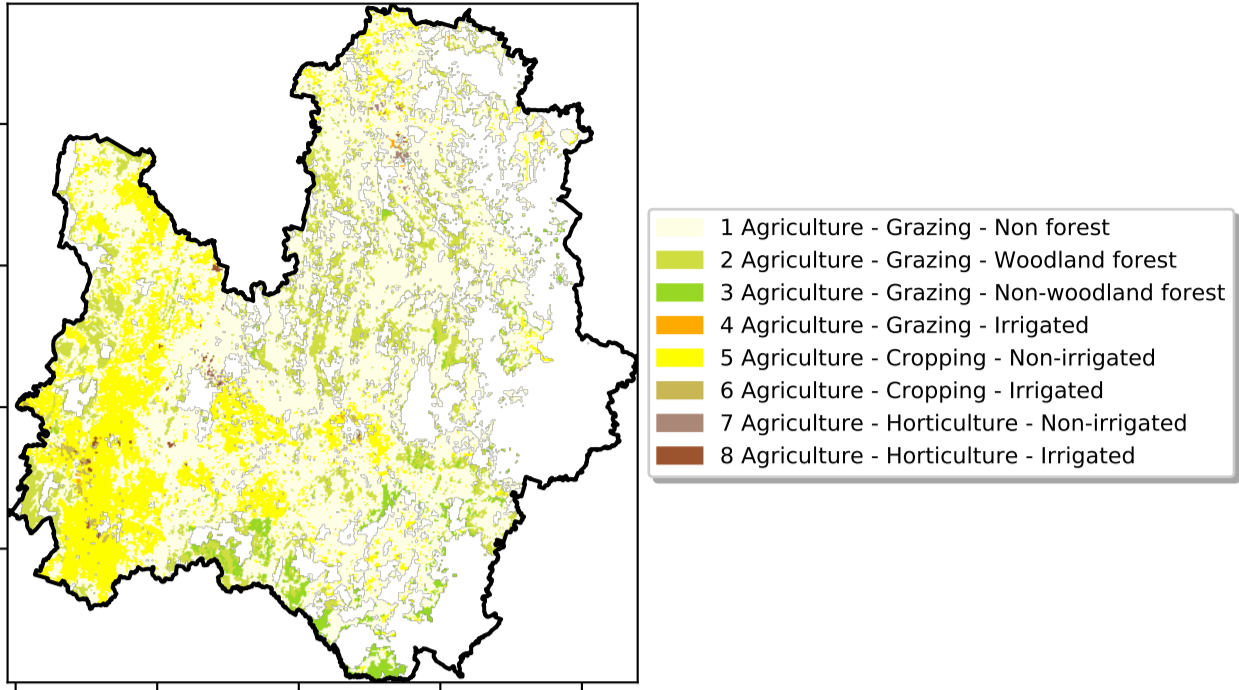 1 Agriculture - Grazing - Non forest
2 Agriculture - Grazing - Woodland forest
3 Agriculture - Grazing - Non-woodland forest
4 Agriculture - Grazing - Irrigated
5 Agriculture - Cropping - Non-irrigated
6 Agriculture - Cropping - Irrigated
7 Agriculture - Horticulture - Non-irrigated
8 Agriculture - Horticulture - Irrigated